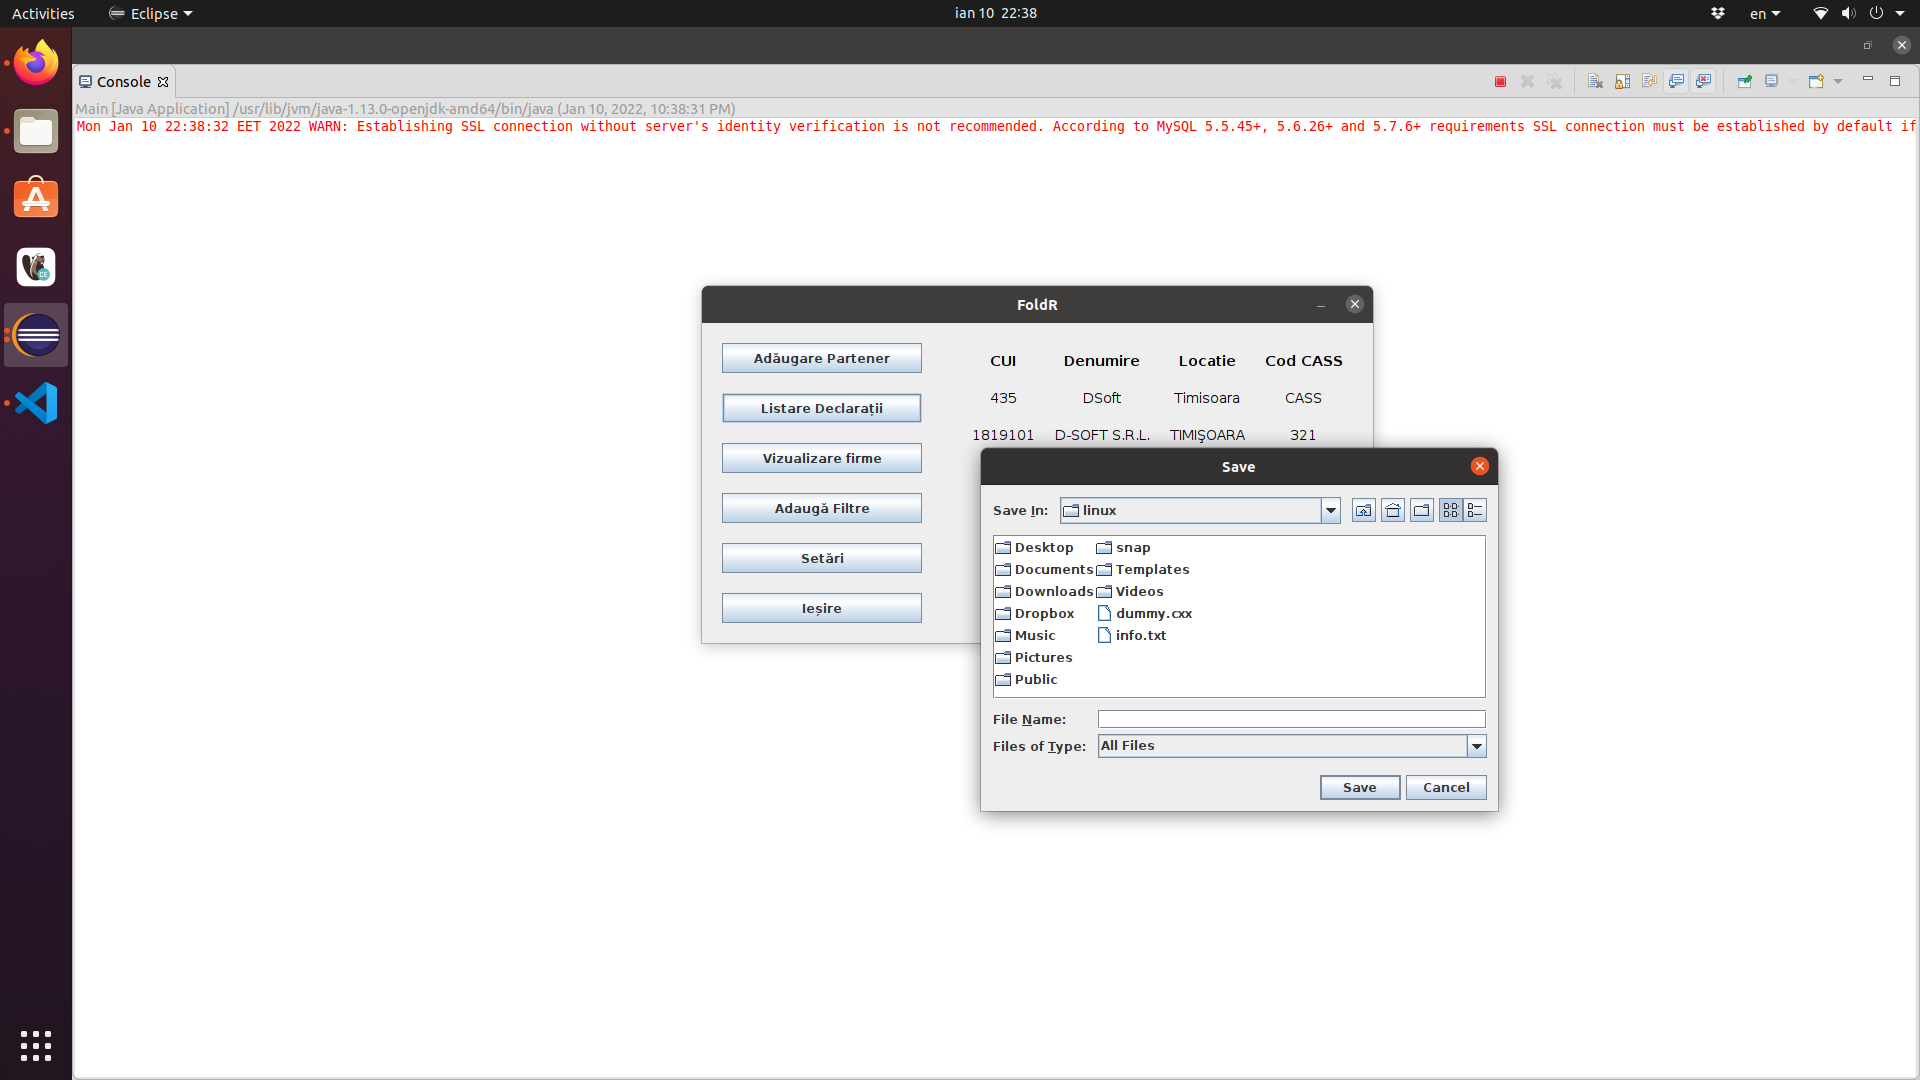 Activities Eclipse ian 10 22:38 en
Console
Main [Java Application] /usr/lib/jvm/java-1.13.0-openjdk-amd64/bin/java (Jan 10, 2022, 10:38:31 PM)
Mon Jan 10 22:38:32 EET 2022 WARN: Establishing SSL connection without server's identity verification is not recommended. According to MySQL 5.5.45+, 5.6.26+ and 5.7.6+ requirements SSL connection must be established by default if
FoldR
Adăugare Partener
Listare Declarații
Vizualizare firme
Adaugă Filtre
Setări
Ieșire
CUI Denumire Locatie Cod CASS
435 DSoft Timisoara CASS
1819101 D-SOFT S.R.L. TIMIŞOARA 321
Save
Save In: linux
Desktop
Documents
Downloads
Dropbox
Music
Pictures
Public
snap
Templates
Videos
dummy.cxx
info.txt
File Name:
Files of Type: All Files
Save Cancel